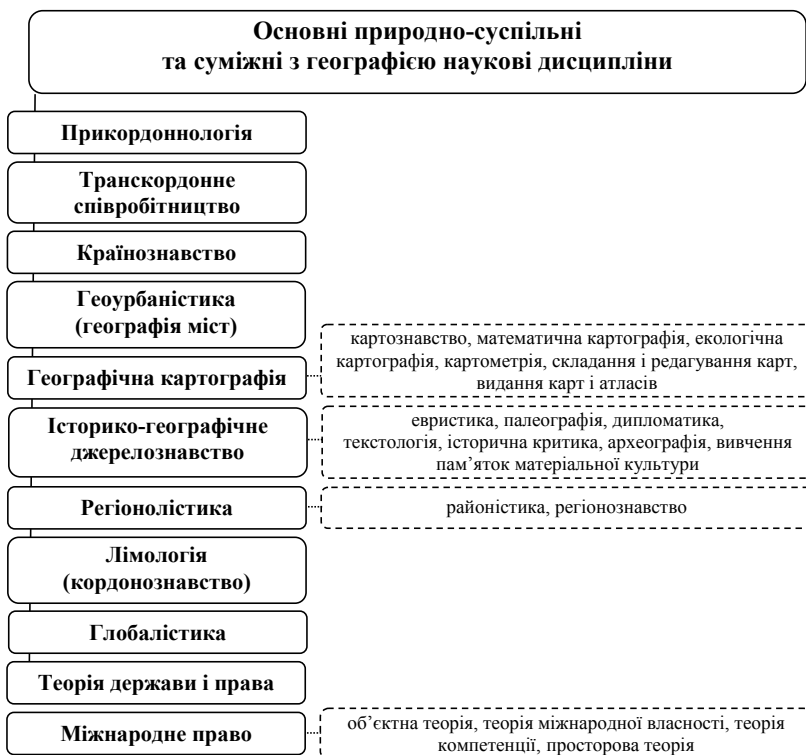 Основні природно-суспільні
та суміжні з географією наукові дисципліни
Прикордоннологія
Транскордонне
співробітництво
Країнознавство
Геоурбаністика
(географія міст)
Географічна картографія
картознавство, математична картографія, екологічна
картографія, картометрія, складання і редагування карт,
видання карт і атласів
Історико-географічне
джерелознавство
евристика, палеографія, дипломатика,
текстологія, історична критика, археографія, вивчення
пам’яток матеріальної культури
Регіонолістика
районістика, регіонознавство
Лімологія
(кордонознавство)
Глобалістика
Теорія держави і права
Міжнародне право
об’єктна теорія, теорія міжнародної власності, теорія
компетенції, просторова теорія